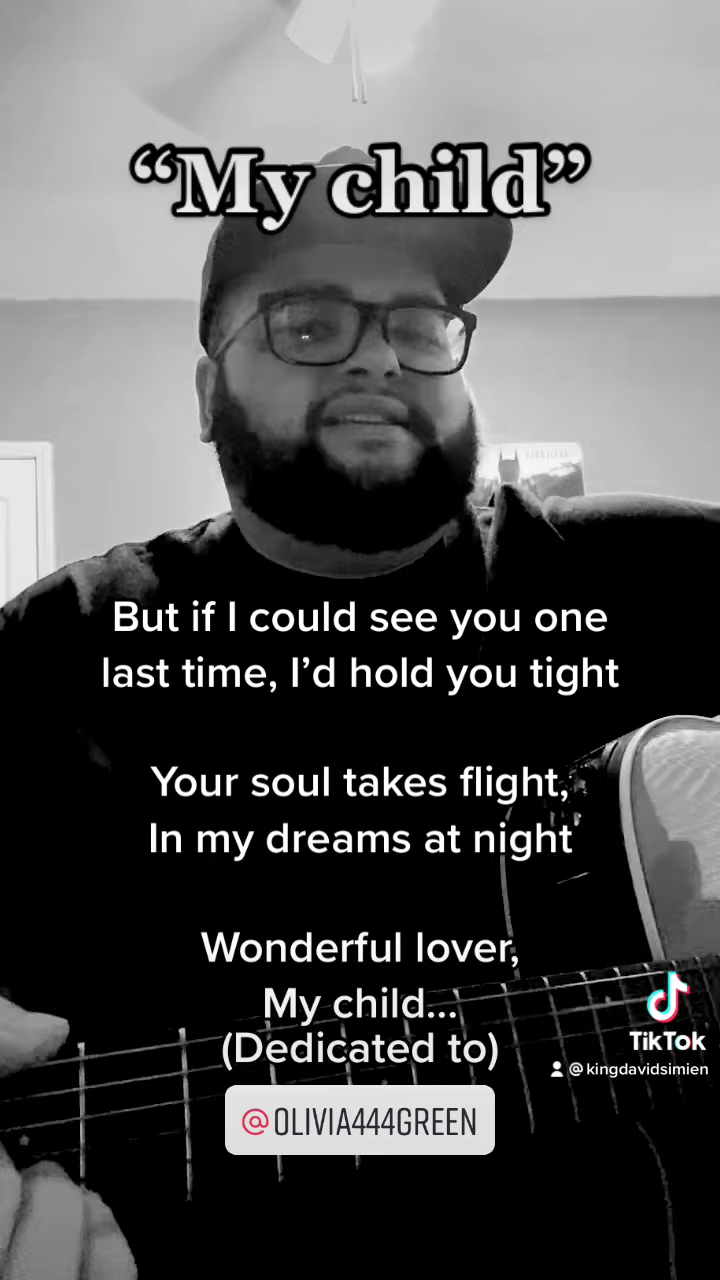 “My child”
But if I could see you one
last time, I’d hold you tight
Your soul takes flight,
In my dreams at night
Wonderful lover,
My child...
(Dedicated to)
@OLIVIA444GREEN
TikTok
@kingdavidsimien